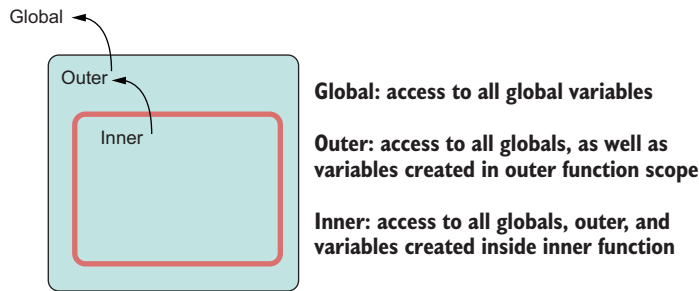 Global
Outer
Inner
Global: access to all global variables
Outer: access to all globals, as well as
variables created in outer function scope
Inner: access to all globals, outer, and
variables created inside inner function